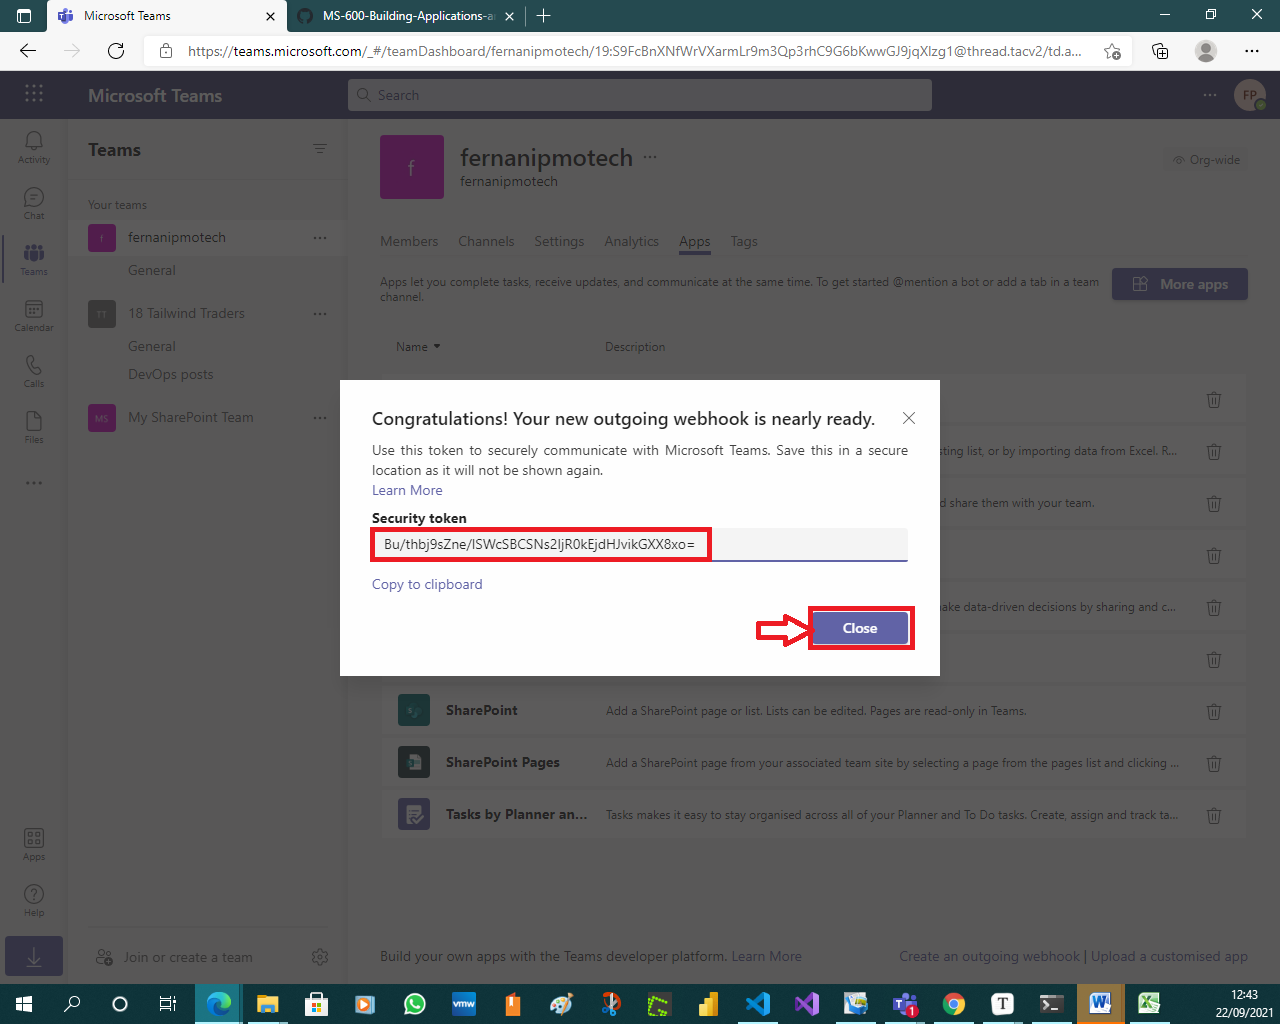 Microsoft Teams
MS-600-Building-Applications-a
https://teams.microsoft.com/_#/teamDashboard/fernanipmotech/19:S9FcBnXNfWrVXarmLr9m3Qp3rhC9G6bKwwGJ9jqXlzg1@thread.tacv2/td.a...
Microsoft Teams
Search
FP
Activity
Chat
Teams
Calendar
Calls
Files
Apps
Help
Teams
Your teams
f
fernanipmotech
General
TT
18 Tailwind Traders
General
DevOps posts
MS
My SharePoint Team
Join or create a team
f
fernanipmotech
fernanipmotech
Org-wide
Members
Channels
Settings
Analytics
Apps
Tags
Apps let you complete tasks, receive updates, and communicate at the same time. To get started @mention a bot or add a tab in a team
channel.
More apps
Name
Description
sting list, or by importing data from Excel. R...
d share them with your team.
ake data-driven decisions by sharing and c...
Congratulations! Your new outgoing webhook is nearly ready.
Use this token to securely communicate with Microsoft Teams. Save this in a secure
location as it will not be shown again.
Learn More
Security token
Bu/thbj9sZne/ISWcSBCSNs2IjR0kEjdHJvikGXX8xo=
Copy to clipboard
Close
SharePoint
Add a SharePoint page or list. Lists can be edited. Pages are read-only in Teams.
SharePoint Pages
Add a SharePoint page from your associated team site by selecting a page from the pages list and clicking ...
Tasks by Planner an...
Tasks makes it easy to stay organised across all of your Planner and To Do tasks. Create, assign and track ta...
Build your own apps with the Teams developer platform. Learn More
Create an outgoing webhook | Upload a customised app
vmw
1
T
12:43
22/09/2021